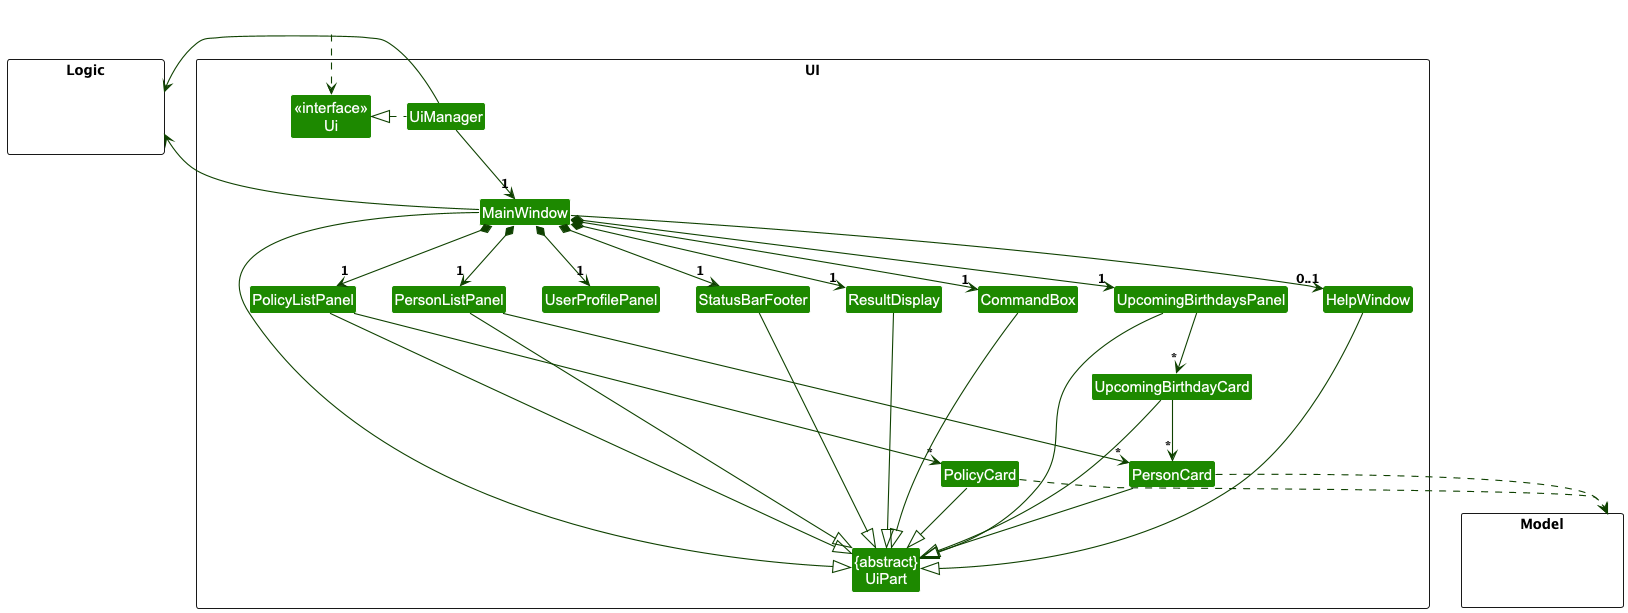 Logic
UI
«interface»
Ui
UiManager
1
MainWindow
1
1
1
1
1
1
1
0..1
PolicyListPanel
PersonListPanel
UserProfilePanel
StatusBarFooter
ResultDisplay
CommandBox
UpcomingBirthdaysPanel
HelpWindow
*
UpcomingBirthdayCard
*
*
*
PolicyCard
PersonCard
Model
{abstract}
UiPart